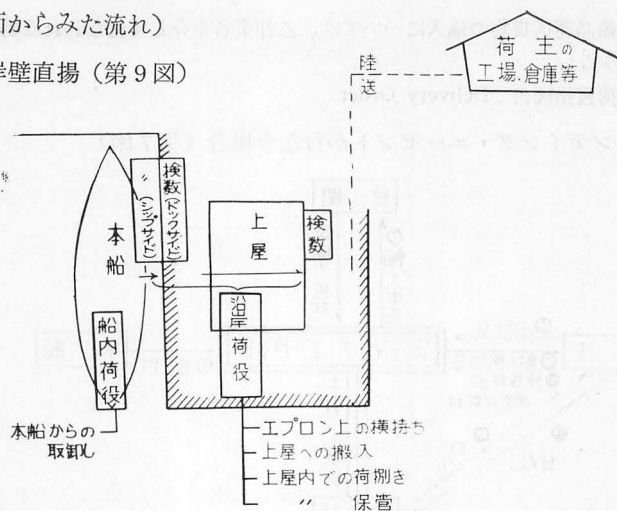 面からみた流れ）
岸壁直揚（第９図）
陸送
荷主の
工場、倉庫等
検数（ドックサイド）
〃（シップサイド）
本船
上屋
検数
船内荷役
沿岸荷役
本船からの
取卸し
エプロン上の横持ち
上屋への搬入
上屋内での荷捌き
〃 保管